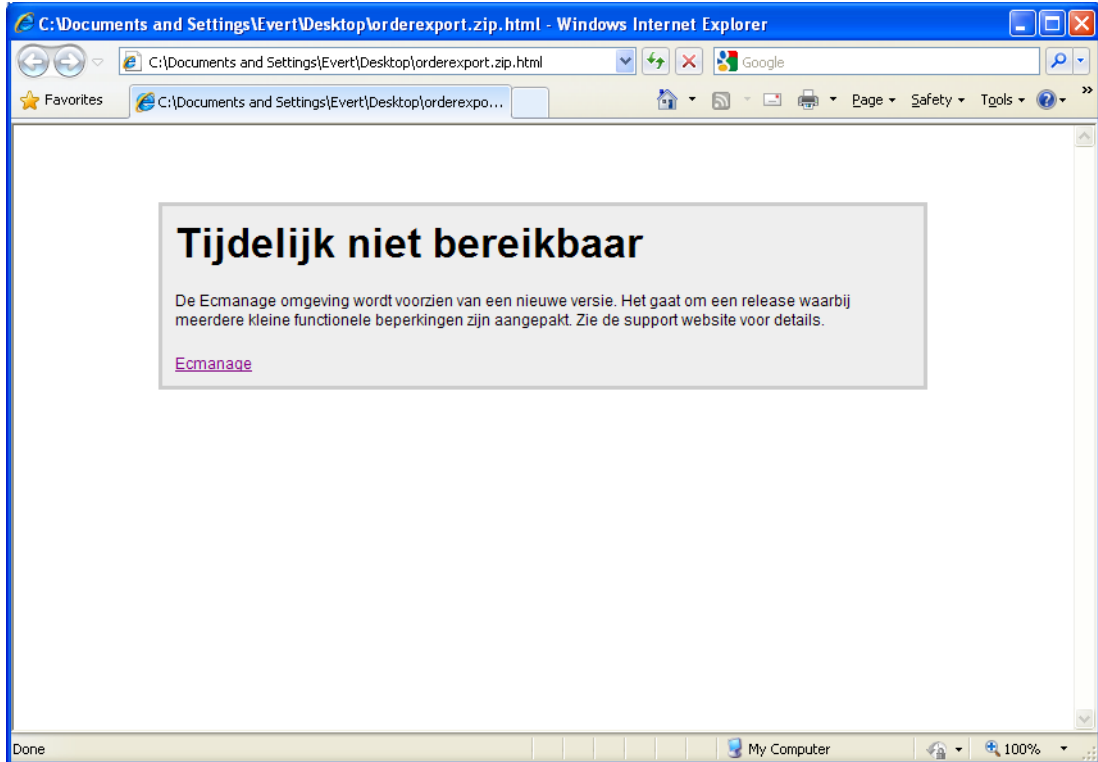 C:\Documents and Settings\Evert\Desktop\orderexport.zip.html - Windows Internet Explorer
C:\Documents and Settings\Evert\Desktop\orderexport.zip.html
Google
Favorites
C:\Documents and Settings\Evert\Desktop\orderexpo...
Page
Safety
Tools
Tijdelijk niet bereikbaar
De Ecmanage omgeving wordt voorzien van een nieuwe versie. Het gaat om een release waarbij
meerdere kleine functionele beperkingen zijn aangepakt. Zie de support website voor details.
Ecmanage
Done
My Computer
100%